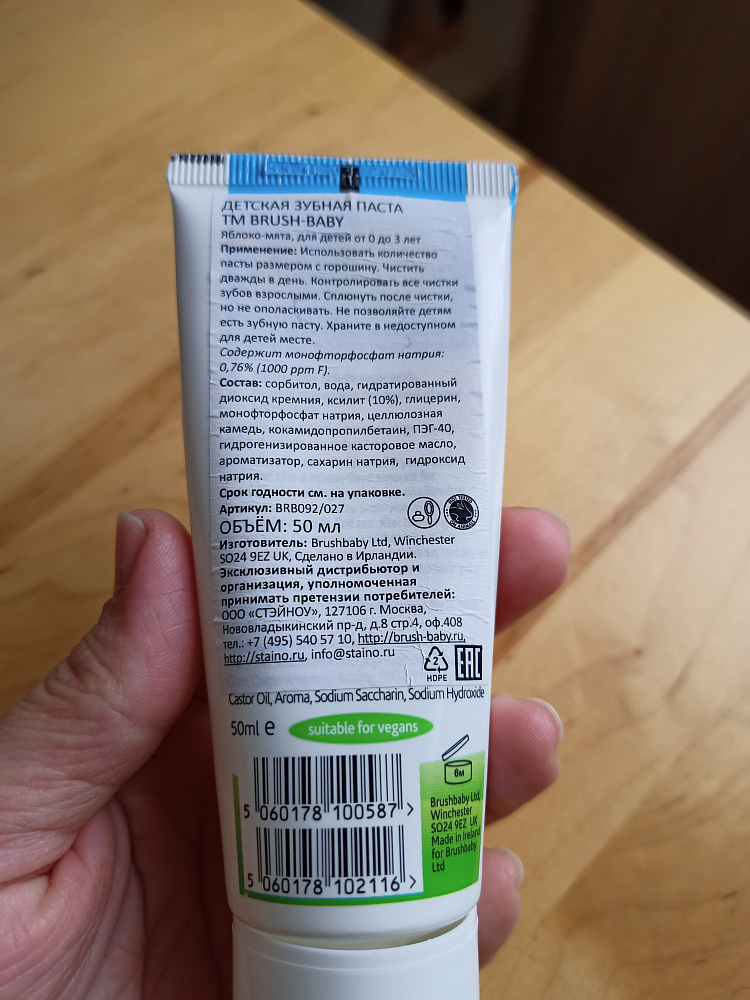 ДЕТСКАЯ ЗУБНАЯ ПАСТА
ТМ BRUSH-BABY
Яблоко-мята, для детей от 0 до 3 лет
Применение: Использовать количество
пасты размером с горошину. Чистить
дважды в день. Контролировать все чистки
зубов взрослыми. Сплюнуть после чистки,
но не ополаскивать. Не позволяйте детям
есть зубную пасту. Храните в недоступном
для детей месте.
Содержит монофторфосфат натрия:
0,76% (1000 ppm F).
Состав: сорбитол, вода, гидратированный
диоксид кремния, ксилит (10%), глицерин,
монофторфосфат натрия, целлюлозная
камедь, кокамидопропилбетаин, ПЭГ-40,
гидрогенизированное касторовое масло,
ароматизатор, сахарин натрия, гидроксид
натрия.
Срок годности см. на упаковке.
Артикул: BRB092/027
ОБЪЁМ: 50 мл
Изготовитель: Brushbaby Ltd, Winchester
SO24 9EZ UK, Сделано в Ирландии.
Эксклюзивный дистрибьютор и
организация, уполномоченная
принимать претензии потребителей:
ООО «СТЭЙНОУ», 127106 г. Москва,
Нововладыкинский пр-д, д.8 стр.4, оф.408
тел.: +7 (495) 540 57 10, http://brush-baby.ru,
http://staino.ru, info@staino.ru
2
HDPE
EAC
Castor Oil, Aroma, Sodium Saccharin, Sodium Hydroxide
50ml e
suitable for vegans
6м
5 060178 100587 >
5 060178 102116 >
Brushbaby Ltd,
Winchester
SO24 9EZ UK
Made in Ireland
for Brushbaby
Ltd